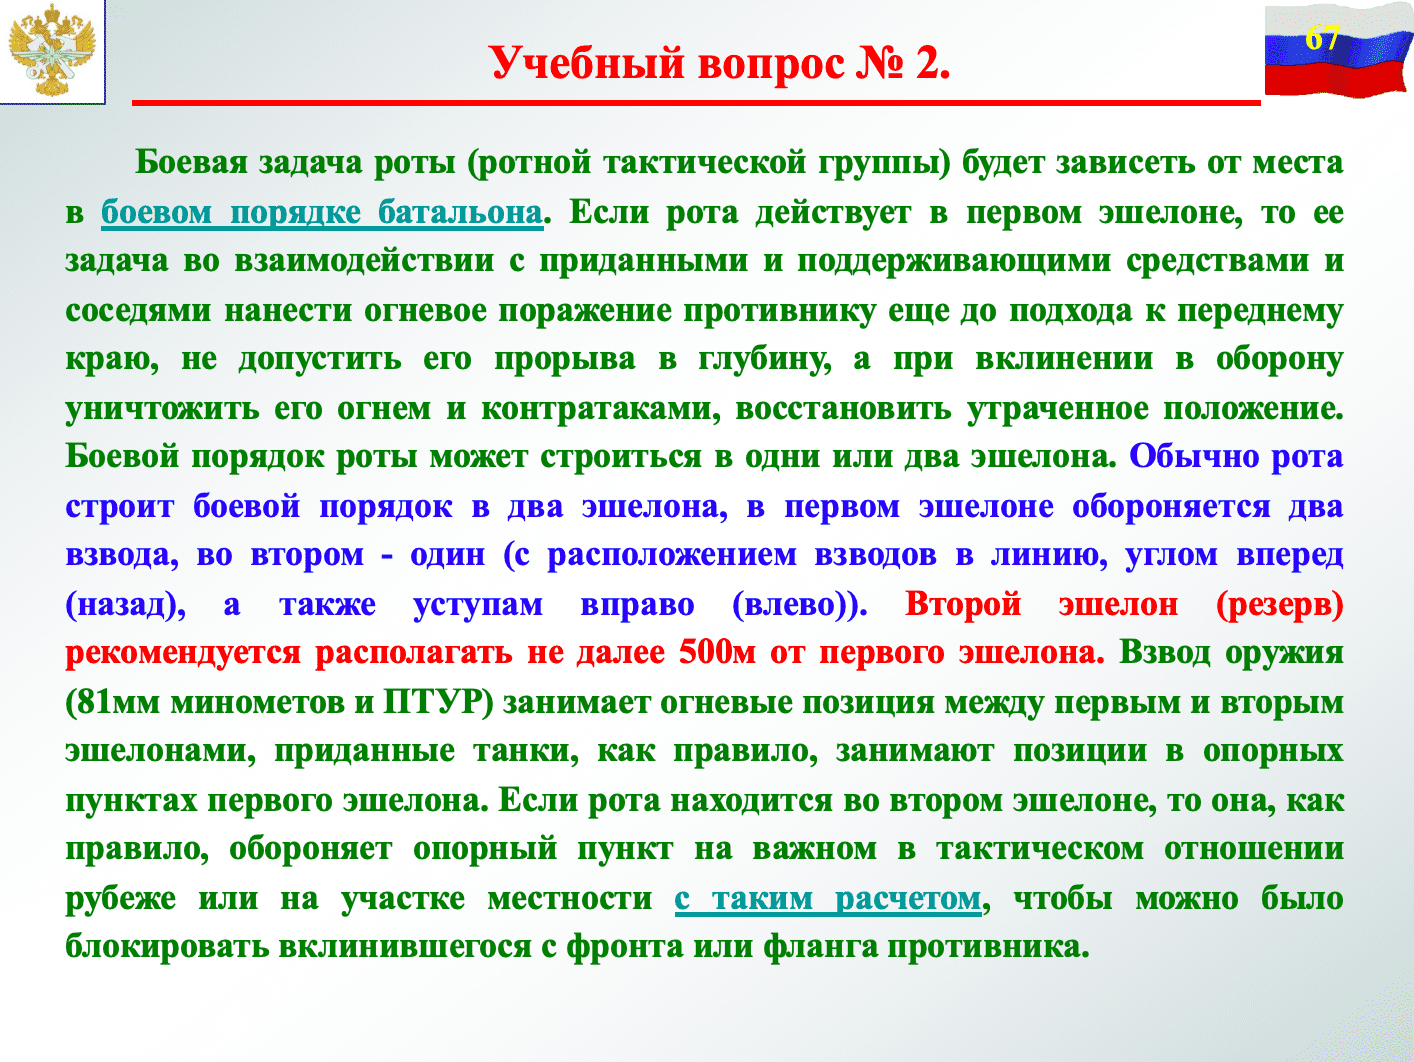 67
Учебный вопрос № 2.
Боевая задача роты (ротной тактической группы) будет зависеть от места
в боевом порядке батальона. Если рота действует в первом эшелоне, то ее
задача во взаимодействии с приданными и поддерживающими средствами и
соседями нанести огневое поражение противнику еще до подхода к переднему
краю, не допустить его прорыва в глубину, а при вклинении в оборону
уничтожить его огнем и контратаками, восстановить утраченное положение.
Боевой порядок роты может строиться в одни или два эшелона. Обычно рота
строит боевой порядок в два эшелона, в первом эшелоне обороняется два
взвода, во втором - один (с расположением взводов в линию, углом вперед
(назад), а также уступам вправо (влево)). Второй эшелон (резерв)
рекомендуется располагать не далее 500м от первого эшелона. Взвод оружия
(81мм минометов и ПТУР) занимает огневые позиция между первым и вторым
эшелонами, приданные танки, как правило, занимают позиции в опорных
пунктах первого эшелона. Если рота находится во втором эшелоне, то она, как
правило, обороняет опорный пункт на важном в тактическом отношении
рубеже или на участке местности с таким расчетом, чтобы можно было
блокировать вклинившегося с фронта или фланга противника.